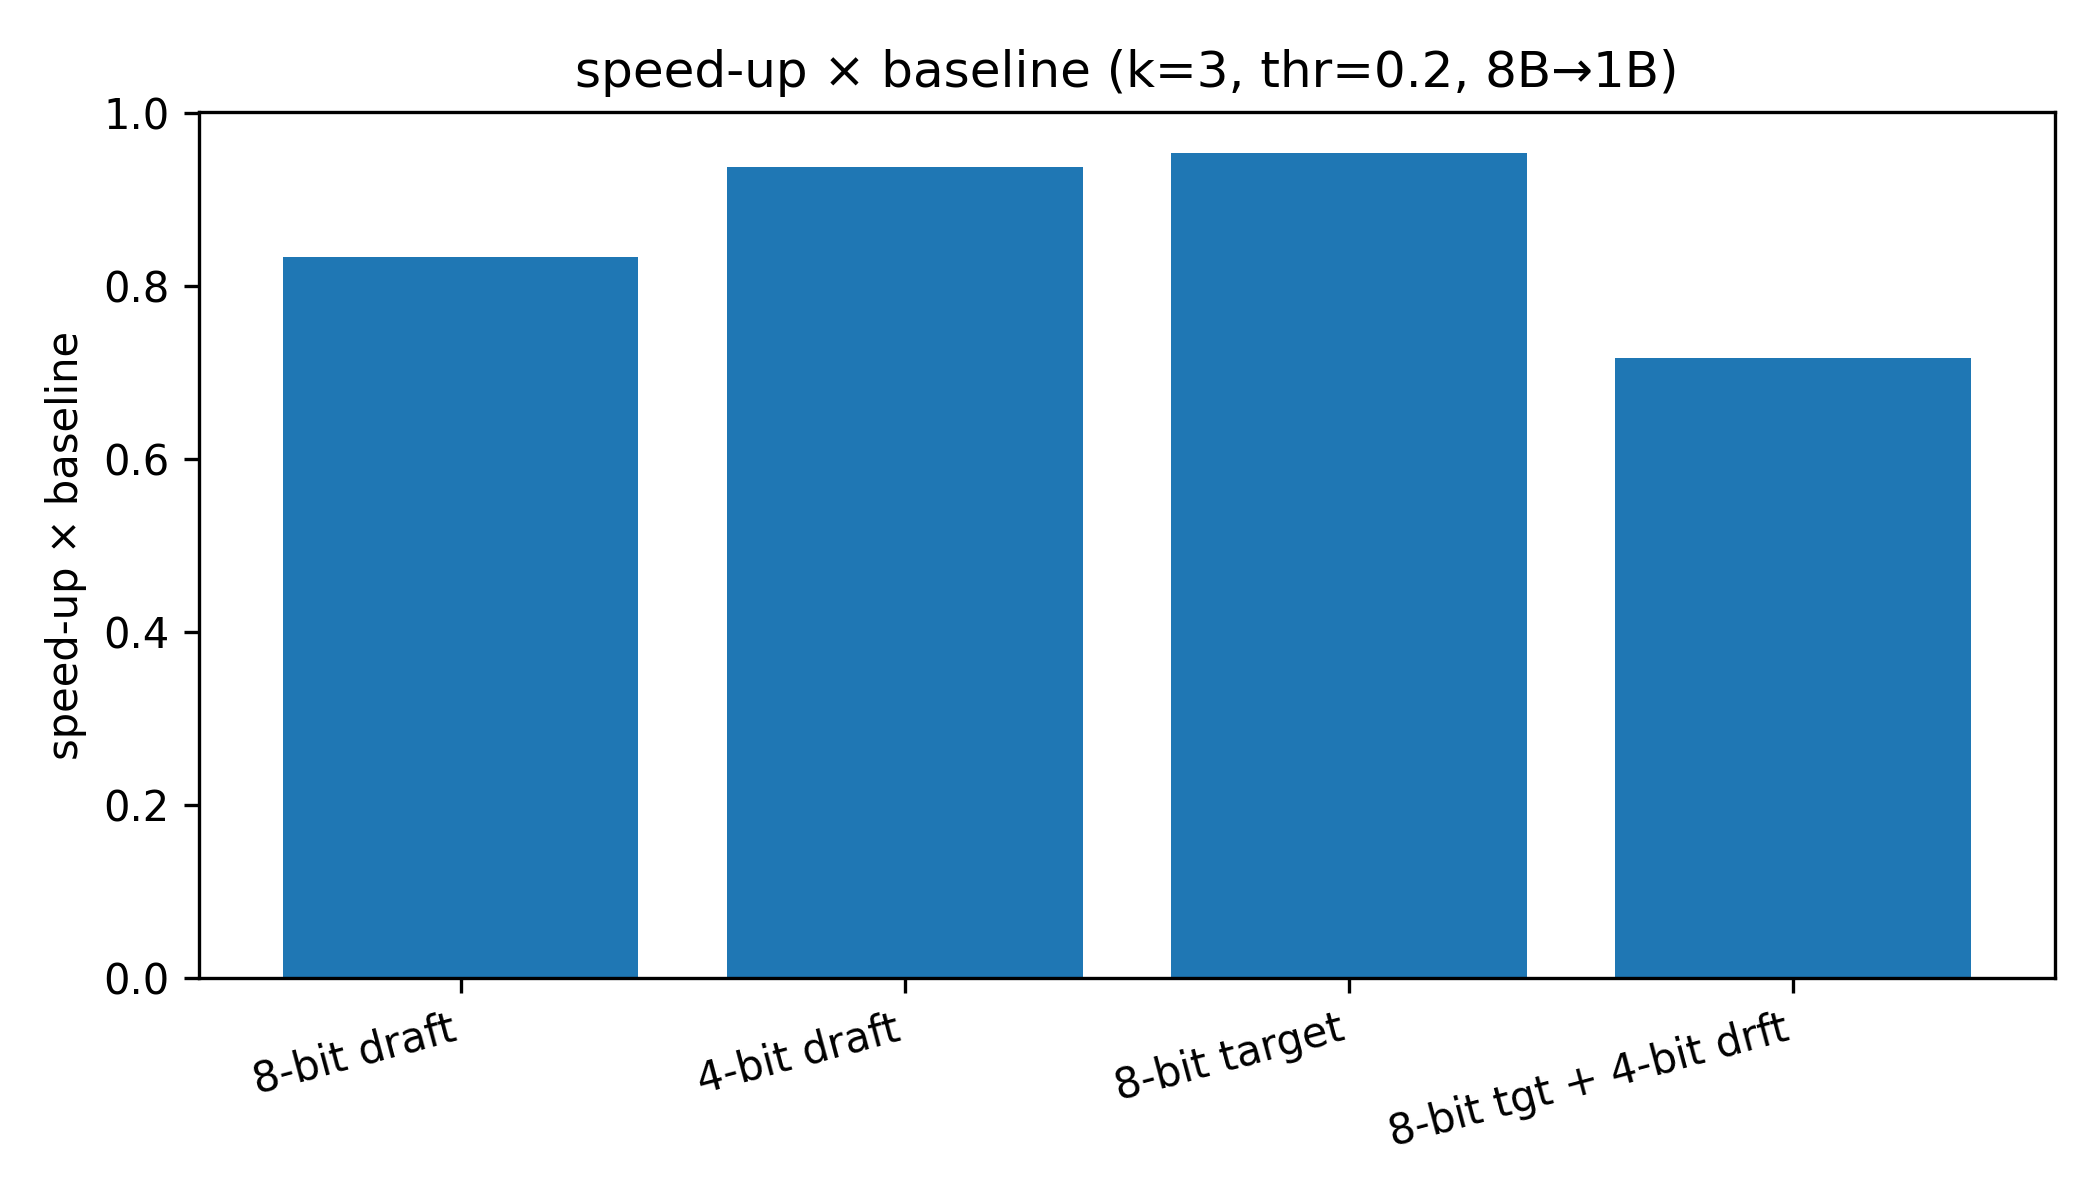 speed-up × baseline (k=3, thr=0.2, 8B→1B)
speed-up × baseline
1.0
0.8
0.6
0.4
0.2
0.0
8-bit draft
4-bit draft
8-bit target
8-bit tgt + 4-bit drft